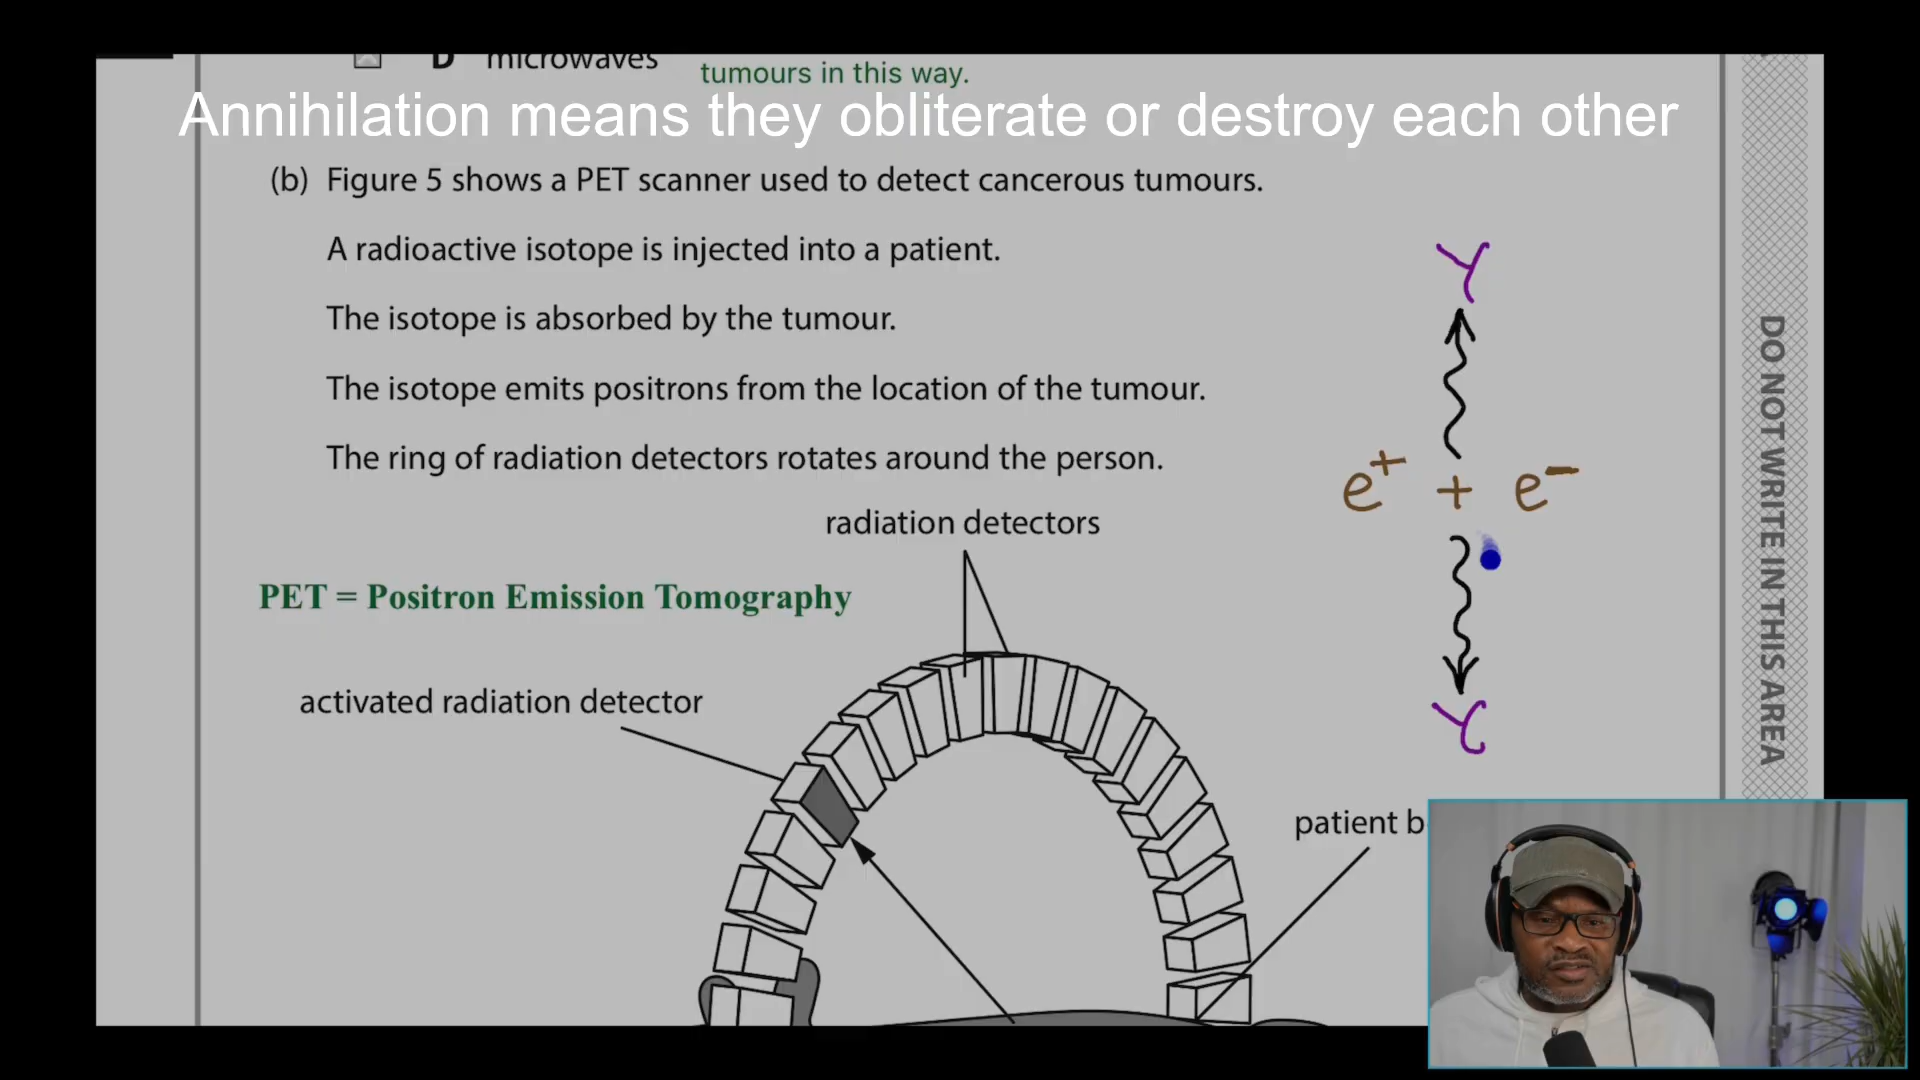 D microwaves
tumours in this way.
Annihilation means they obliterate or destroy each other
(b) Figure 5 shows a PET scanner used to detect cancerous tumours.
A radioactive isotope is injected into a patient.
The isotope is absorbed by the tumour.
The isotope emits positrons from the location of the tumour.
The ring of radiation detectors rotates around the person.
γ
e⁺ + e⁻
γ
radiation detectors
PET = Positron Emission Tomography
activated radiation detector
patient b
DO NOT WRITE IN THIS AREA